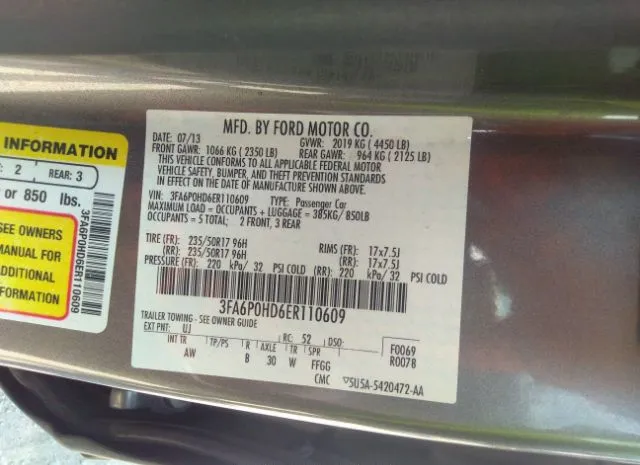 MFD. BY FORD MOTOR CO.
DATE: 07/13 GVWR: 2019 KG ( 4450 LB)
FRONT GAWR: 1066 KG ( 2350 LB) REAR GAWR: 964 KG ( 2125 LB)
THIS VEHICLE CONFORMS TO ALL APPLICABLE FEDERAL MOTOR
VEHICLE SAFETY, BUMPER, AND THEFT PREVENTION STANDARDS IN
EFFECT ON THE DATE OF MANUFACTURE SHOWN ABOVE.
VIN: 3FA6P0HD6ER110609 TYPE: Passenger Car
MAXIMUM LOAD = OCCUPANTS + LUGGAGE = 385KG/ 850LB
OCCUPANTS = 5 TOTAL; 2 FRONT, 3 REAR
TIRE (FR): 235/50R17 96H RIMS (FR): 17x7.5J
(RR): 235/50R17 96H (RR): 17x7.5J
PRESSURE (FR): 220 kPa/ 32 PSI COLD (RR): 220 kPa/ 32 PSI COLD
3FA6P0HD6ER110609
TRAILER TOWING - SEE OWNER GUIDE
EXT PNT: UJ RC: 52 DSO: F0069
R0078
INT TR TP/PS R AXLE TR SPR
AW B 30 W FFGG
CMC 5U5A-5420472-AA
INFORMATION
2 REAR: 3
or 850 lbs.
SEE OWNERS
MANUAL FOR
ADDITIONAL
INFORMATION
3FA6P0HD6ER110609